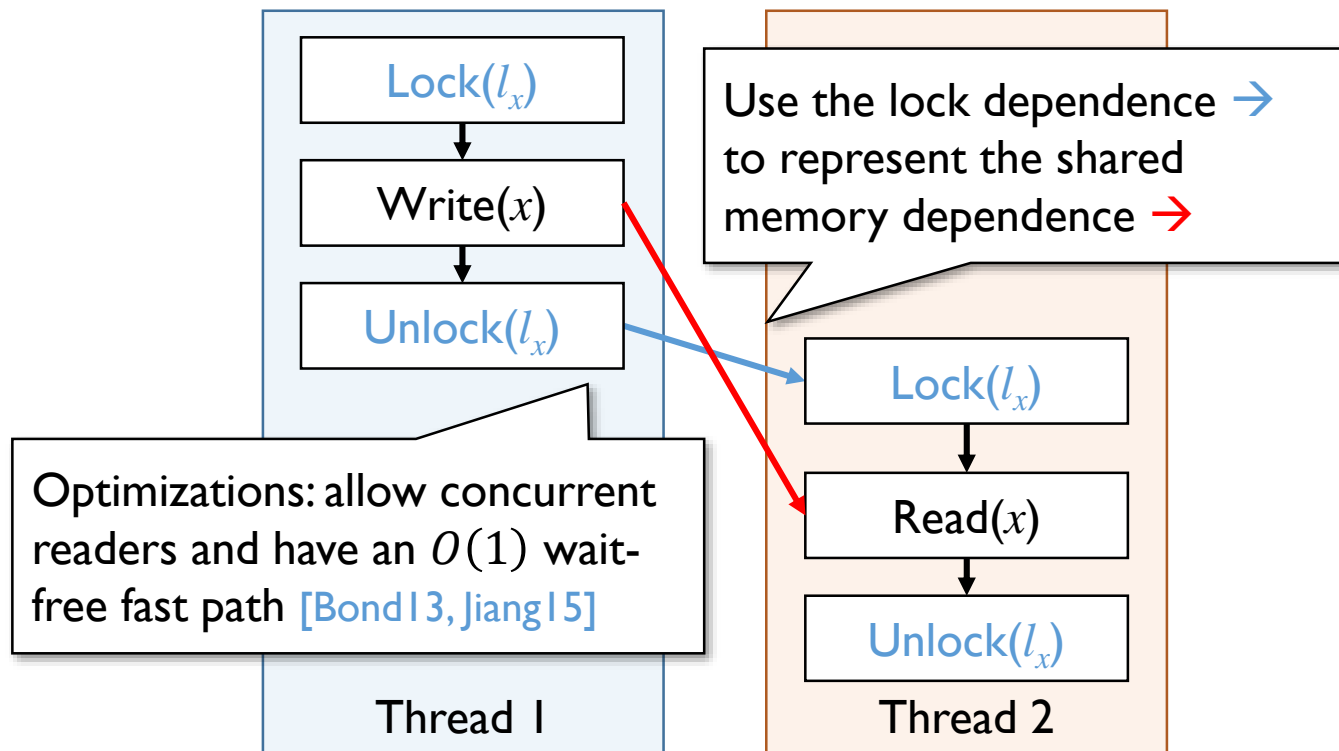 Lock(lₓ)
Write(x)
Unlock(lₓ)
Use the lock dependence →
to represent the shared
memory dependence →
Optimizations: allow concurrent
readers and have an O(1) wait-
free fast path [Bond13, Jiang15]
Lock(lₓ)
Read(x)
Unlock(lₓ)
Thread 1
Thread 2